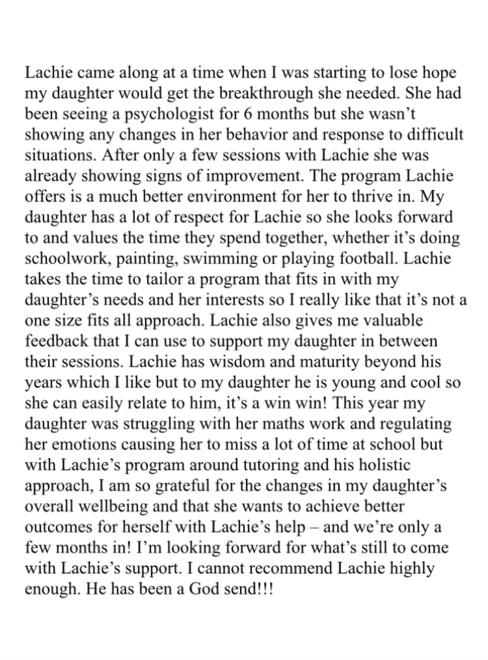 Lachie came along at a time when I was starting to lose hope
my daughter would get the breakthrough she needed. She had
been seeing a psychologist for 6 months but she wasn’t
showing any changes in her behavior and response to difficult
situations. After only a few sessions with Lachie she was
already showing signs of improvement. The program Lachie
offers is a much better environment for her to thrive in. My
daughter has a lot of respect for Lachie so she looks forward
to and values the time they spend together, whether it’s doing
schoolwork, painting, swimming or playing football. Lachie
takes the time to tailor a program that fits in with my
daughter’s needs and her interests so I really like that it’s not a
one size fits all approach. Lachie also gives me valuable
feedback that I can use to support my daughter in between
their sessions. Lachie has wisdom and maturity beyond his
years which I like but to my daughter he is young and cool so
she can easily relate to him, it’s a win win! This year my
daughter was struggling with her maths work and regulating
her emotions causing her to miss a lot of time at school but
with Lachie’s program around tutoring and his holistic
approach, I am so grateful for the changes in my daughter’s
overall wellbeing and that she wants to achieve better
outcomes for herself with Lachie’s help – and we’re only a
few months in! I’m looking forward for what’s still to come
with Lachie’s support. I cannot recommend Lachie highly
enough. He has been a God send!!!